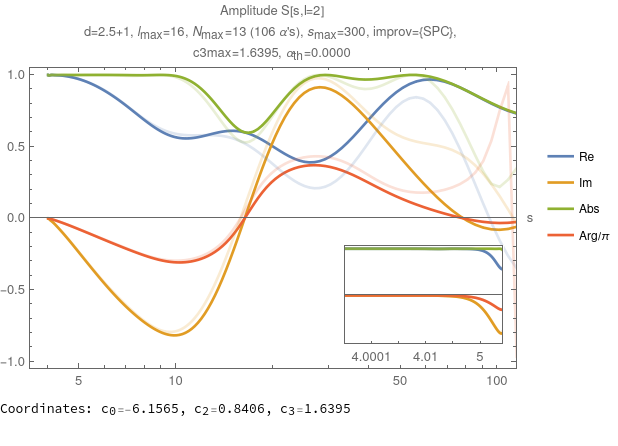 Amplitude S[s,l=2]
d=2.5+1, lmax=16, Nmax=13 (106 α's), smax=300, improv={SPC},
c3max=1.6395, αth=0.0000
1.0
0.5
0.0
-0.5
-1.0
s
Re
Im
Abs
Arg/π
4.0001 4.01 5
5 10 50 100
Coordinates: c0=-6.1565, c2=0.8406, c3=1.6395